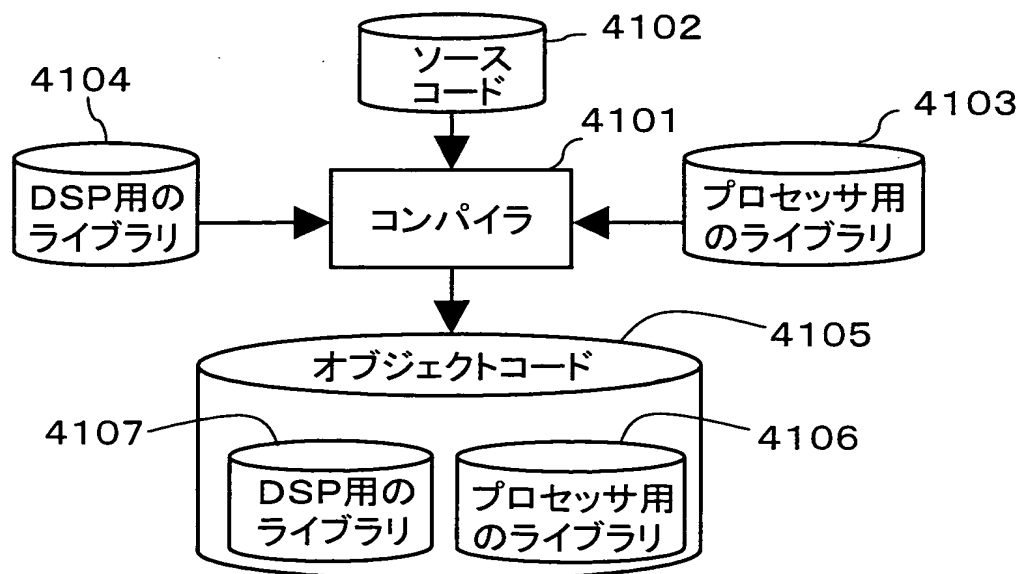 4102
ソース
コード
4104
4101
4103
DSP用の
ライブラリ
コンパイラ
プロセッサ用
のライブラリ
4105
オブジェクトコード
4107
4106
DSP用の
ライブラリ
プロセッサ用
のライブラリ